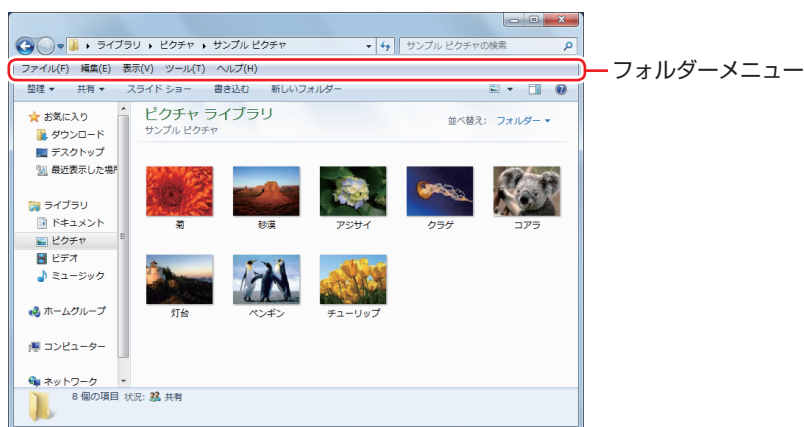 ライブラリ ▸ ピクチャ ▸ サンプル ピクチャ
サンプル ピクチャの検索
ファイル(F) 編集(E) 表示(V) ツール(T) ヘルプ(H)
フォルダーメニュー
整理 共有 スライド ショー 書き込む 新しいフォルダー
お気に入り
ダウンロード
デスクトップ
最近表示した場所
ライブラリ
ドキュメント
ピクチャ
ビデオ
ミュージック
ホームグループ
コンピューター
ネットワーク
ピクチャ ライブラリ
サンプル ピクチャ
並べ替え: フォルダー
菊 砂漠 アジサイ クラゲ コアラ
灯台 ペンギン チューリップ
8 個の項目 状況: 共有